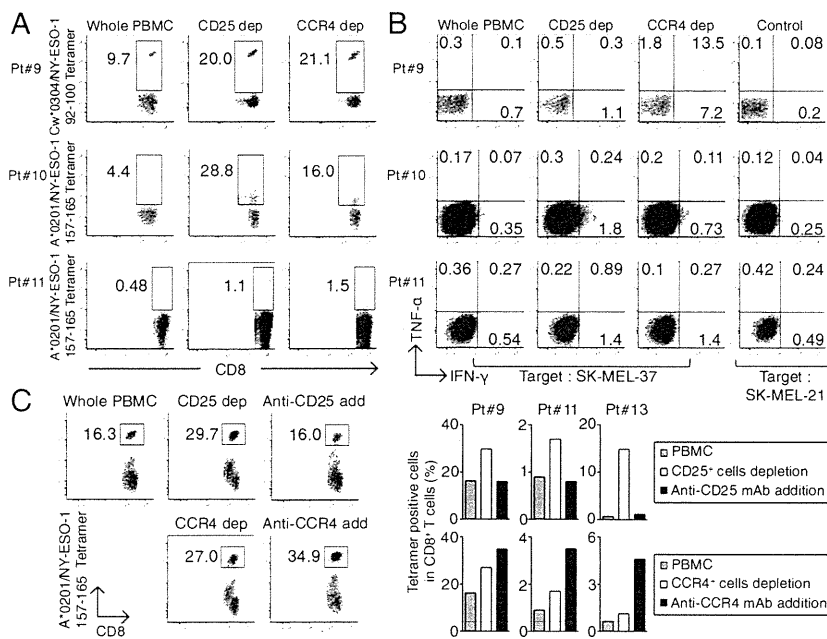 A
Whole PBMC CD25 dep CCR4 dep
Pt#9
Cw*0304/NY-ESO-1
92-100 Tetramer
9.7 20.0 21.1
Pt#10
A*0201/NY-ESO-1
157-165 Tetramer
4.4 28.8 16.0
Pt#11
A*0201/NY-ESO-1
157-165 Tetramer
0.48 1.1 1.5
CD8
B
Whole PBMC CD25 dep CCR4 dep Control
Pt#9
0.3 0.1 0.5 0.3 1.8 13.5 0.1 0.08
0.7 1.1 7.2 0.2
Pt#10
0.17 0.07 0.3 0.24 0.2 0.11 0.12 0.04
0.35 1.8 0.73 0.25
Pt#11
0.36 0.27 0.22 0.89 0.1 0.27 0.42 0.24
0.54 1.4 1.4 0.49
TNF-α
IFN-γ
Target : SK-MEL-37
Target :
SK-MEL-21
C
Whole PBMC CD25 dep Anti-CD25 add
16.3 29.7 16.0
CCR4 dep Anti-CCR4 add
27.0 34.9
A*0201/NY-ESO-1
157-165 Tetramer
CD8
Tetramer positive cells
in CD8⁺ T cells (%)
Pt#9 Pt#11 Pt#13
40 2 20
20 1 10
0 0 0
PBMC
CD25⁺ cells depletion
Anti-CD25 mAb addition
40 4 6
20 2 3
0 0 0
PBMC
CCR4⁺ cells depletion
Anti-CCR4 mAb addition